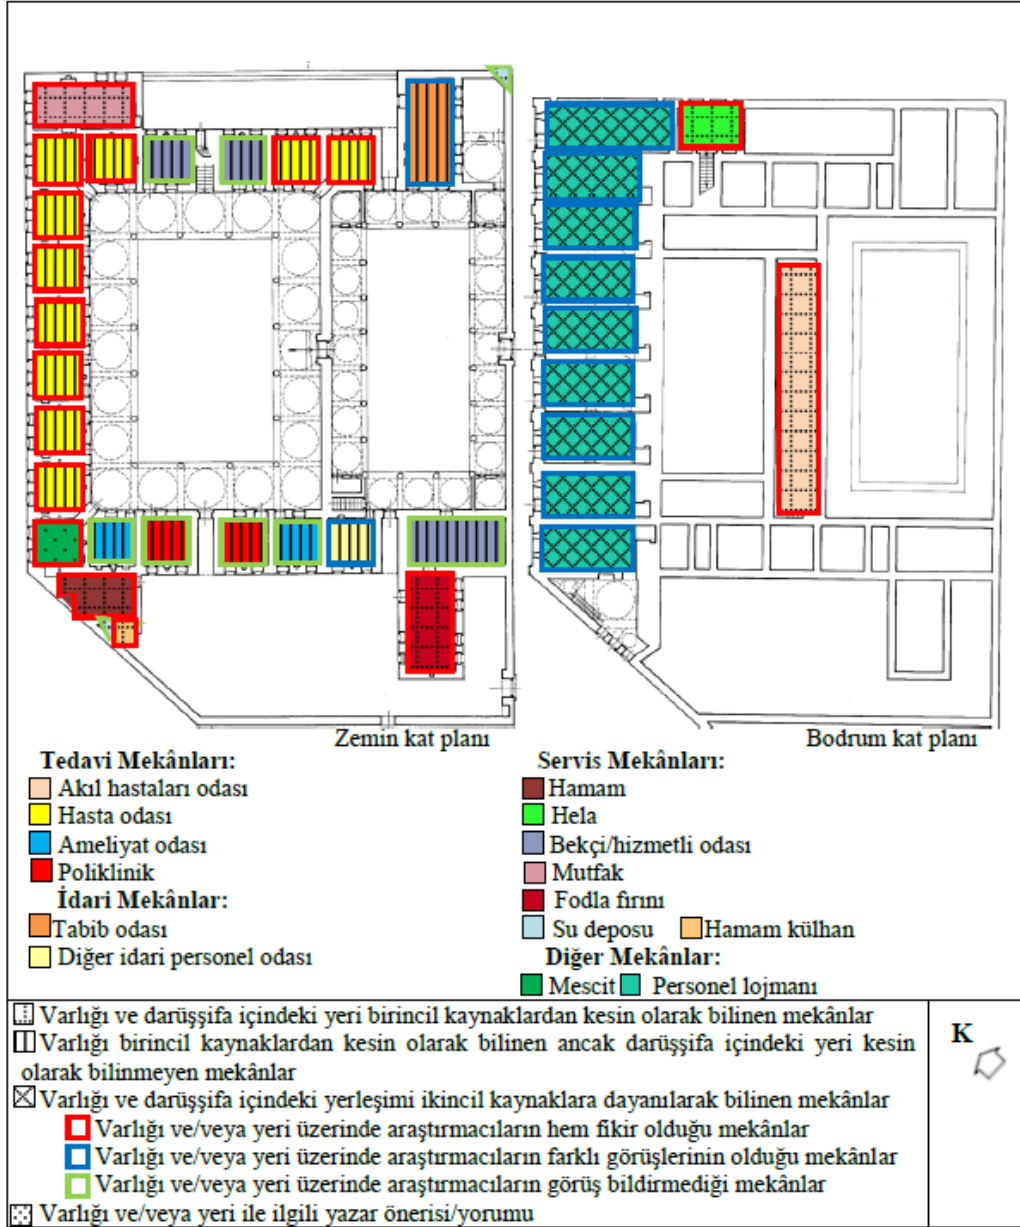 Zemin kat planı
Bodrum kat planı
Tedavi Mekânları:
Akıl hastaları odası
Hasta odası
Ameliyat odası
Poliklinik
İdari Mekânlar:
Tabib odası
Diğer idari personel odası
Servis Mekânları:
Hamam
Hela
Bekçi/hizmetli odası
Mutfak
Fodla fırını
Su deposu Hamam külhan
Diğer Mekânlar:
Mescit Personel lojmanı
Varlığı ve darüşşifa içindeki yeri birincil kaynaklardan kesin olarak bilinen mekânlar
Varlığı birincil kaynaklardan kesin olarak bilinen ancak darüşşifa içindeki yeri kesin
olarak bilinmeyen mekânlar
Varlığı ve darüşşifa içindeki yerleşimi ikincil kaynaklara dayanılarak bilinen mekânlar
Varlığı ve/veya yeri üzerinde araştırmacıların hem fikir olduğu mekânlar
Varlığı ve/veya yeri üzerinde araştırmacıların farklı görüşlerinin olduğu mekânlar
Varlığı ve/veya yeri üzerinde araştırmacıların görüş bildirmediği mekânlar
Varlığı ve/veya yeri ile ilgili yazar önerisi/yorumu
K